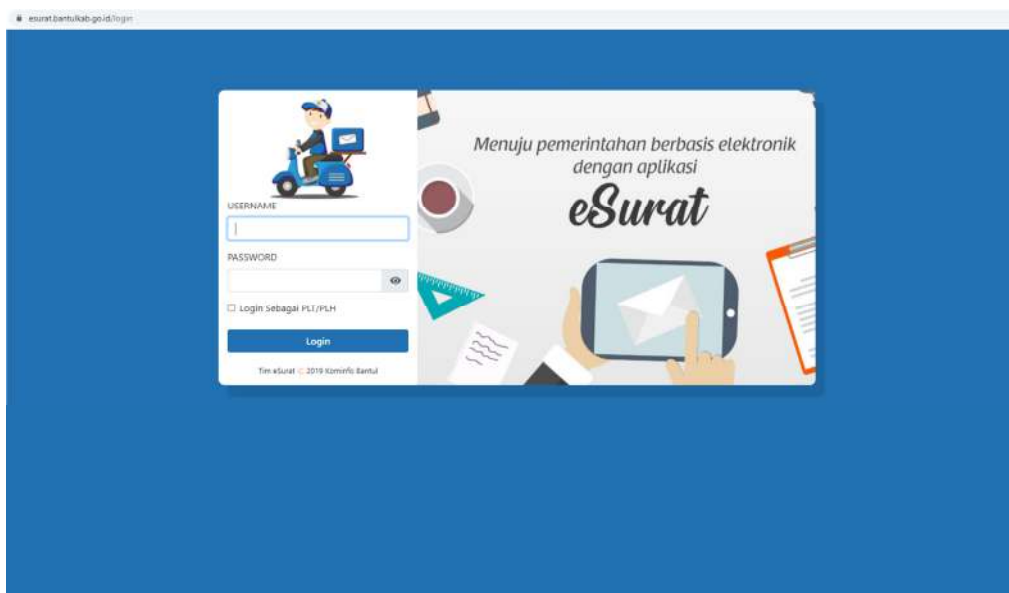 esurat.bantulkab.go.id/login
USERNAME
PASSWORD
Login Sebagai PLT/PLH
Login
Tim eSurat © 2019 Kominfo Bantul
Menuju pemerintahan berbasis elektronik
dengan aplikasi
eSurat